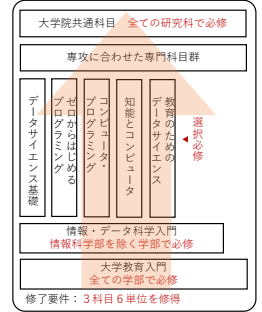 大学院共通科目 全ての研究科で必修
専攻に合わせた専門科目群
データサイエンス基礎
ゼロからはじめる
プログラミング
コンピュータ・
プログラミング
知能とコンピュータ
教育のための
データサイエンス
選択必修
情報・データ科学入門
情報科学部を除く学部で必修
大学教育入門
全ての学部で必修
修了要件：３科目６単位を修得